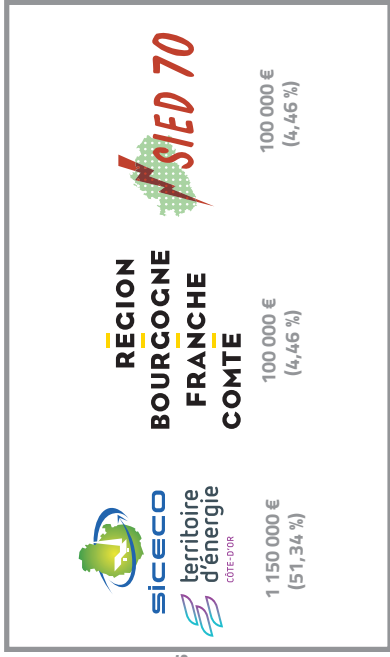 siceco
territoire
d'énergie
CÔTE-D'OR
1 150 000 €
(51,34 %)
REGION
BOURGOGNE
FRANCHE
COMTE
100 000 €
(4,46 %)
SIED 70
100 000 €
(4,46 %)